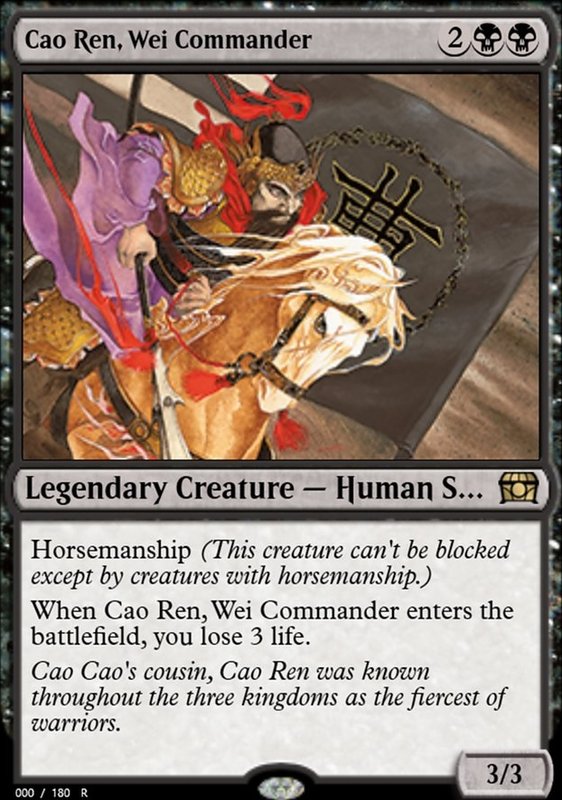 Cao Ren, Wei Commander 2
曹
Legendary Creature — Human S...
Horsemanship (This creature can't be blocked
except by creatures with horsemanship.)
When Cao Ren, Wei Commander enters the
battlefield, you lose 3 life.
Cao Cao's cousin, Cao Ren was known
throughout the three kingdoms as the fiercest of
warriors.
3/3
000 / 180 R